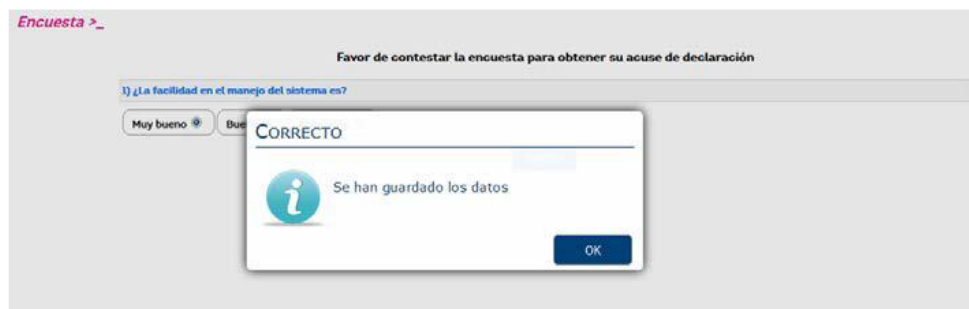 Encuesta >_
Favor de contestar la encuesta para obtener su acuse de declaración
1) ¿La facilidad en el manejo del sistema es?
Muy bueno
CORRECTO
Se han guardado los datos
OK